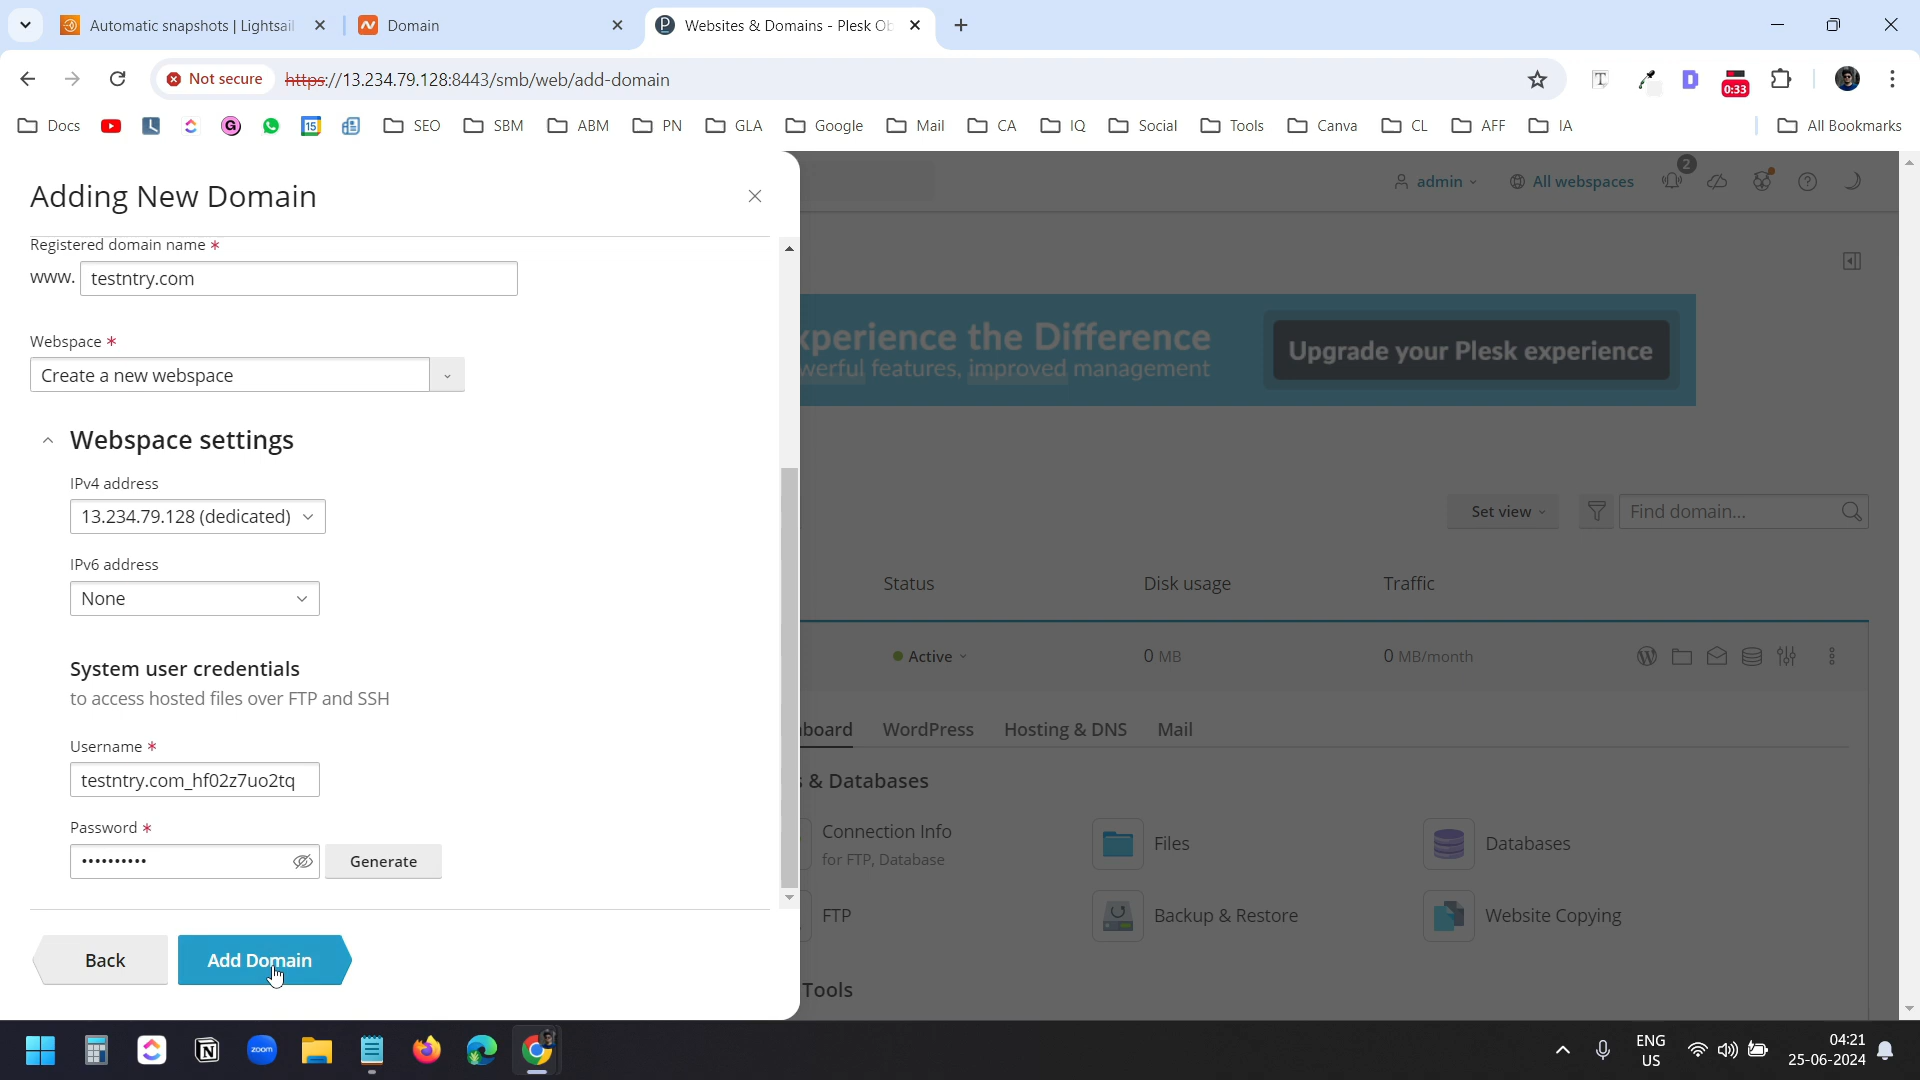 Automatic snapshots | Lightsail
Domain
Websites & Domains - Plesk Ob
Not secure
https://13.234.79.128:8443/smb/web/add-domain
0:33
Docs
15
G
SEO
SBM
ABM
PN
GLA
Google
Mail
CA
IQ
Social
Tools
Canva
CL
AFF
IA
All Bookmarks
Adding New Domain
admin
All webspaces
2
Registered domain name *
www. testntry.com
Webspace *
Create a new webspace
xperience the Difference
werful features, improved management
Upgrade your Plesk experience
Webspace settings
IPv4 address
13.234.79.128 (dedicated)
Set view
Find domain...
IPv6 address
None
Status
Disk usage
Traffic
Active
0 MB
0 MB/month
System user credentials
to access hosted files over FTP and SSH
board
WordPress
Hosting & DNS
Mail
Username *
testntry.com_hf02z7uo2tq
s & Databases
Password *
••••••••••
Generate
Connection Info
for FTP, Database
Files
Databases
FTP
Backup & Restore
Website Copying
Back
Add Domain
Tools
zoom
ENG
US
04:21
25-06-2024